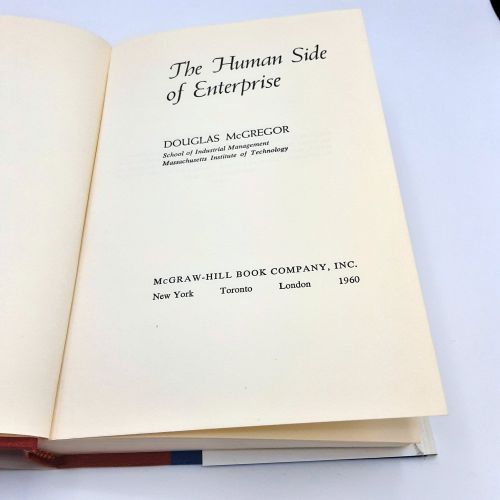 The Human Side
of Enterprise
DOUGLAS McGREGOR
School of Industrial Management
Massachusetts Institute of Technology
McGRAW-HILL BOOK COMPANY, INC.
New York Toronto London 1960